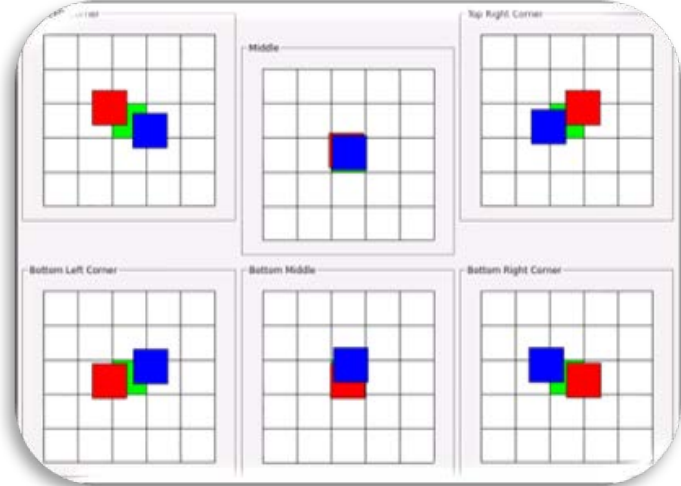 Top Right Corner
Middle
Bottom Left Corner
Bottom Middle
Bottom Right Corner